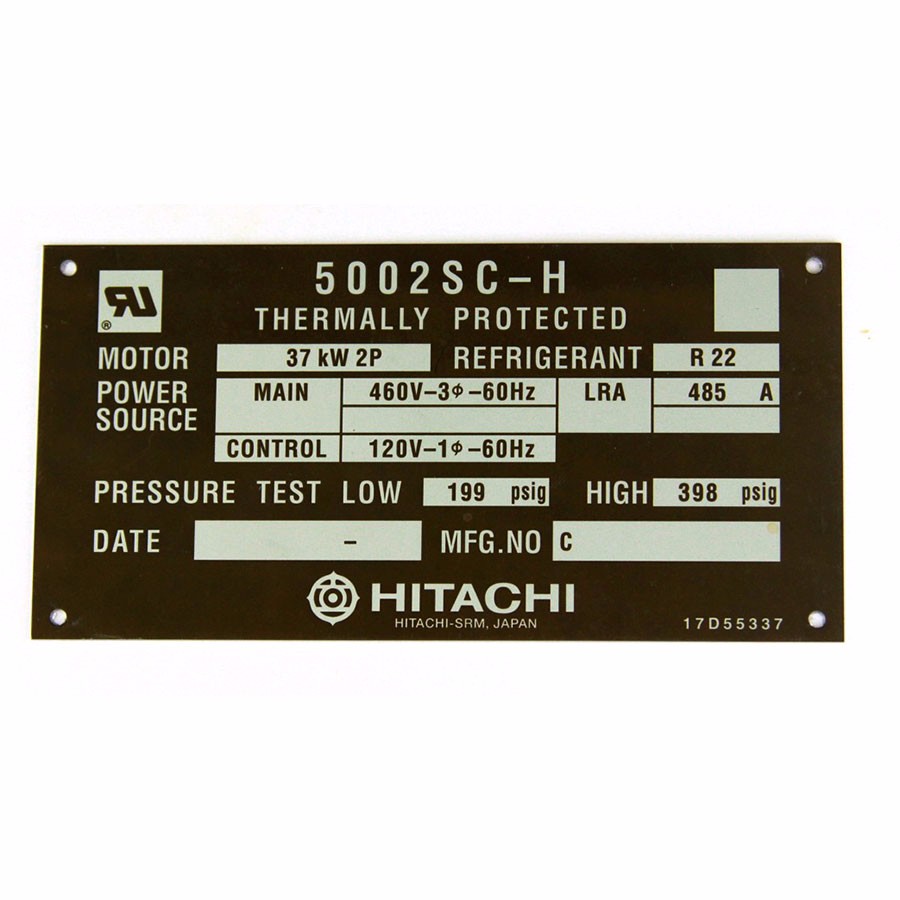 5002SC-H
ЯU®
THERMALLY PROTECTED
MOTOR 37 kW 2P REFRIGERANT R 22
POWER SOURCE MAIN 460V-3ϕ-60Hz LRA 485 A
CONTROL 120V-1ϕ-60Hz
PRESSURE TEST LOW 199 psig HIGH 398 psig
DATE - MFG.NO C
HITACHI
HITACHI-SRM, JAPAN
17D55337